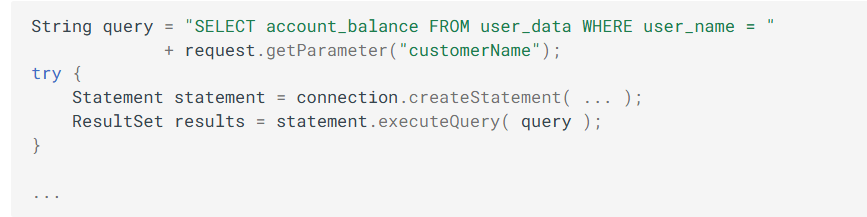 String query = "SELECT account_balance FROM user_data WHERE user_name = "
             + request.getParameter("customerName");
try {
    Statement statement = connection.createStatement( ... );
    ResultSet results = statement.executeQuery( query );
}
...